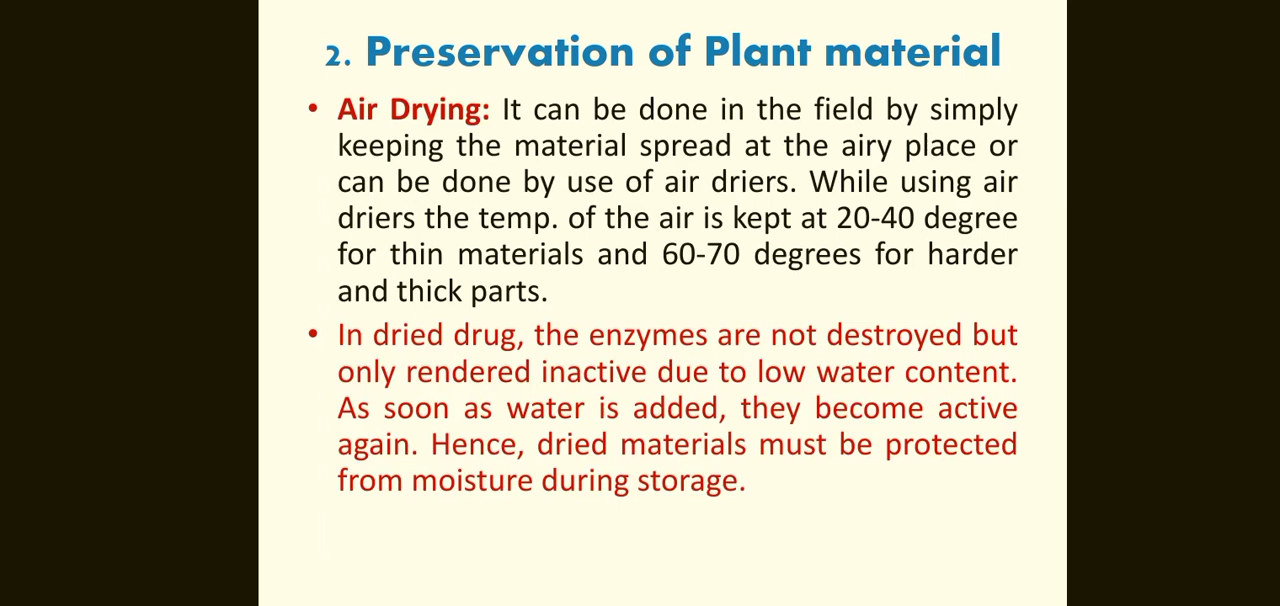 2. Preservation of Plant material
• Air Drying: It can be done in the field by simply
keeping the material spread at the airy place or
can be done by use of air driers. While using air
driers the temp. of the air is kept at 20-40 degree
for thin materials and 60-70 degrees for harder
and thick parts.
• In dried drug, the enzymes are not destroyed but
only rendered inactive due to low water content.
As soon as water is added, they become active
again. Hence, dried materials must be protected
from moisture during storage.